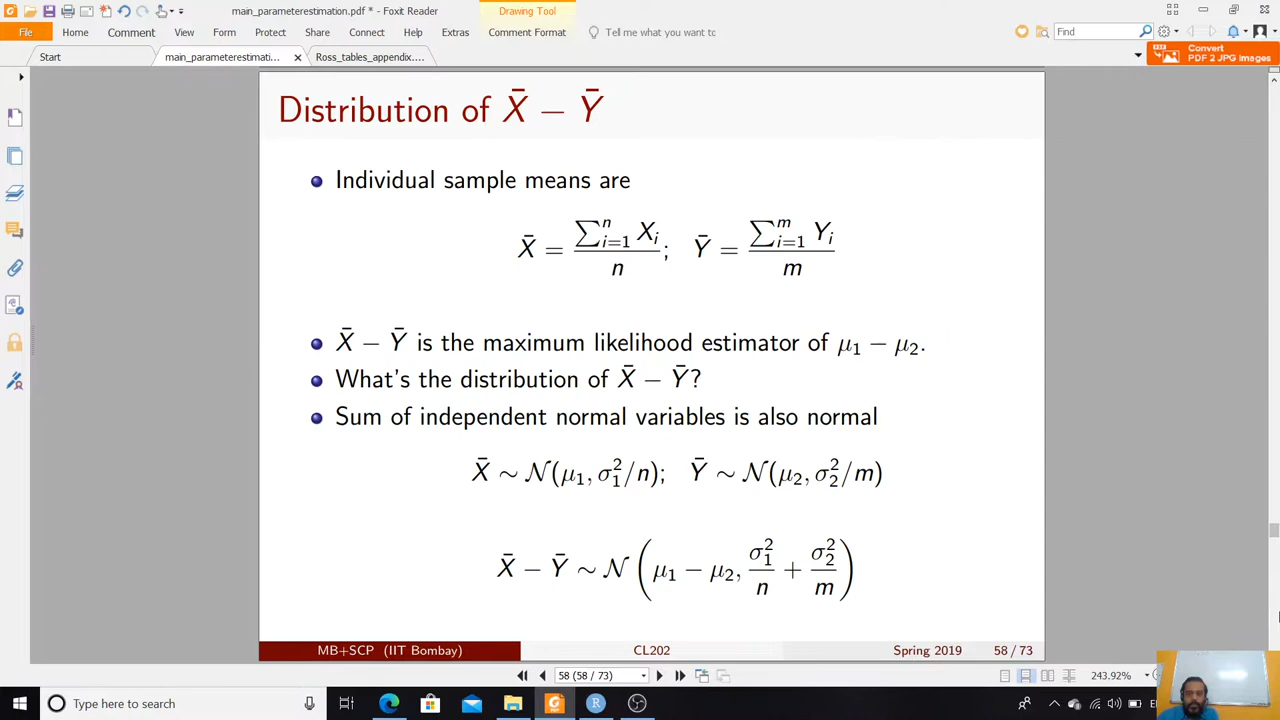 main_parameterestimation.pdf * - Foxit Reader
Drawing Tool
File Home Comment View Form Protect Share Connect Help Extras Comment Format Tell me what you want to
Find
Start main_parameterestimati... Ross_tables_appendix....
Convert
PDF 2 JPG images
Distribution of X̄ − Ȳ
Individual sample means are
X̄ = ∑ⁿᵢ₌₁ Xᵢ / n; Ȳ = ∑ᵐᵢ₌₁ Yᵢ / m
X̄ − Ȳ is the maximum likelihood estimator of μ₁ − μ₂.
What's the distribution of X̄ − Ȳ?
Sum of independent normal variables is also normal
X̄ ∼ 𝒩(μ₁, σ₁²/n); Ȳ ∼ 𝒩(μ₂, σ₂²/m)
X̄ − Ȳ ∼ 𝒩(μ₁ − μ₂, σ₁²/n + σ₂²/m)
MB+SCP (IIT Bombay) CL202 Spring 2019 58 / 73
58 (58 / 73) 243.92%
Type here to search